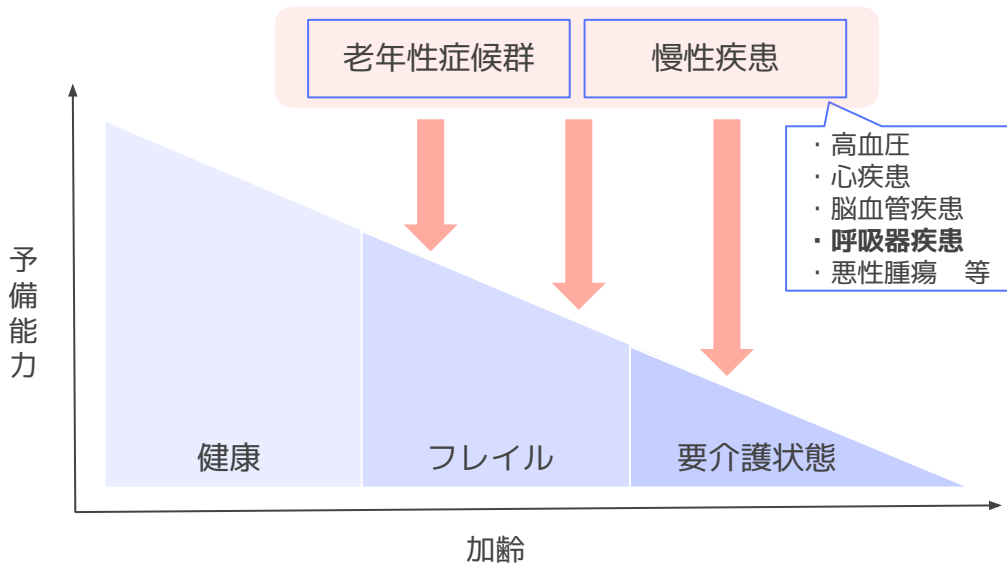 老年性症候群
慢性疾患
・高血圧
・心疾患
・脳血管疾患
・呼吸器疾患
・悪性腫瘍　等
予備能力
健康
フレイル
要介護状態
加齢